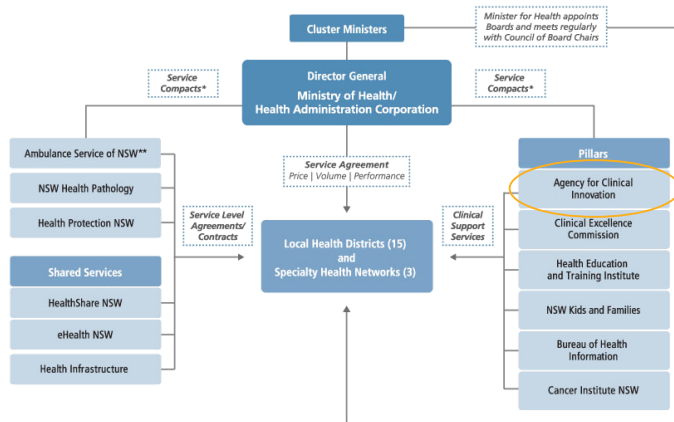 Cluster Ministers
Minister for Health appoints
Boards and meets regularly
with Council of Board Chairs
Service
Compacts*
Director General
Ministry of Health/
Health Administration Corporation
Service
Compacts*
Ambulance Service of NSW**
NSW Health Pathology
Health Protection NSW
Shared Services
HealthShare NSW
eHealth NSW
Health Infrastructure
Service Level
Agreements/
Contracts
Service Agreement
Price | Volume | Performance
Local Health Districts (15)
and
Specialty Health Networks (3)
Clinical
Support
Services
Pillars
Agency for Clinical
Innovation
Clinical Excellence
Commission
Health Education
and Training Institute
NSW Kids and Families
Bureau of Health
Information
Cancer Institute NSW